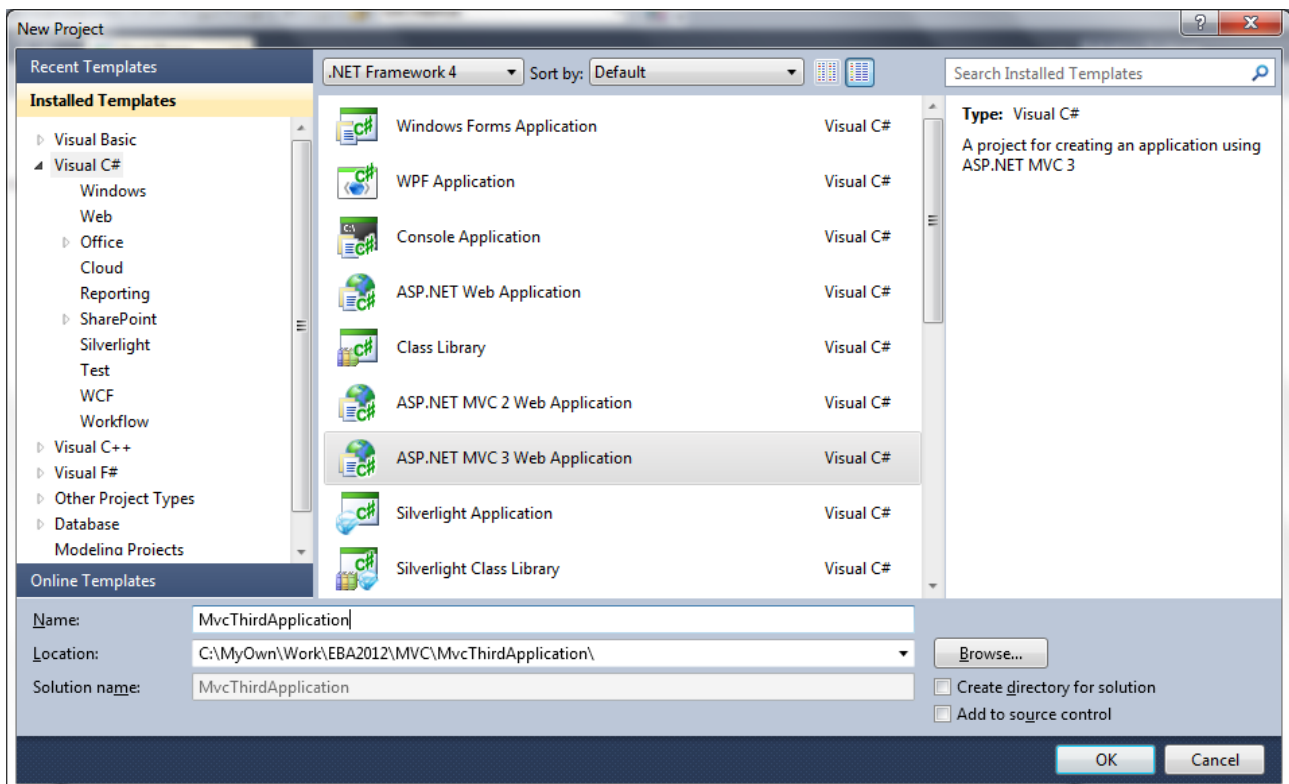 New Project
Recent Templates
Installed Templates
Visual Basic
Visual C#
Windows
Web
Office
Cloud
Reporting
SharePoint
Silverlight
Test
WCF
Workflow
Visual C++
Visual F#
Other Project Types
Database
Modeling Projects
Online Templates
.NET Framework 4 Sort by: Default
Windows Forms Application Visual C#
WPF Application Visual C#
Console Application Visual C#
ASP.NET Web Application Visual C#
Class Library Visual C#
ASP.NET MVC 2 Web Application Visual C#
ASP.NET MVC 3 Web Application Visual C#
Silverlight Application Visual C#
Silverlight Class Library Visual C#
Search Installed Templates
Type: Visual C#
A project for creating an application using
ASP.NET MVC 3
Name: MvcThirdApplication
Location: C:\MyOwn\Work\EBA2012\MVC\MvcThirdApplication\ Browse...
Solution name: MvcThirdApplication
Create directory for solution
Add to source control
OK Cancel